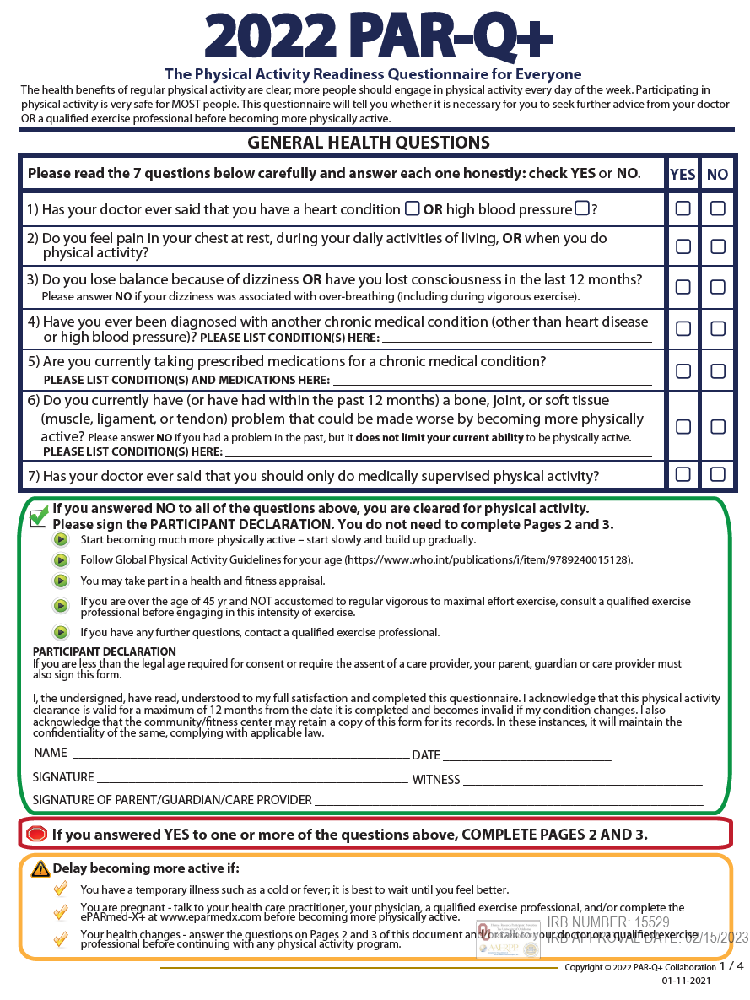 2022 PAR-Q+
The Physical Activity Readiness Questionnaire for Everyone
The health benefits of regular physical activity are clear; more people should engage in physical activity every day of the week. Participating in
physical activity is very safe for MOST people. This questionnaire will tell you whether it is necessary for you to seek further advice from your doctor
OR a qualified exercise professional before becoming more physically active.
GENERAL HEALTH QUESTIONS
Please read the 7 questions below carefully and answer each one honestly: check YES or NO. YES NO
1) Has your doctor ever said that you have a heart condition OR high blood pressure ?
2) Do you feel pain in your chest at rest, during your daily activities of living, OR when you do
physical activity?
3) Do you lose balance because of dizziness OR have you lost consciousness in the last 12 months?
Please answer NO if your dizziness was associated with over-breathing (including during vigorous exercise).
4) Have you ever been diagnosed with another chronic medical condition (other than heart disease
or high blood pressure)? PLEASE LIST CONDITION(S) HERE:
5) Are you currently taking prescribed medications for a chronic medical condition?
PLEASE LIST CONDITION(S) AND MEDICATIONS HERE:
6) Do you currently have (or have had within the past 12 months) a bone, joint, or soft tissue
(muscle, ligament, or tendon) problem that could be made worse by becoming more physically
active? Please answer NO if you had a problem in the past, but it does not limit your current ability to be physically active.
PLEASE LIST CONDITION(S) HERE:
7) Has your doctor ever said that you should only do medically supervised physical activity?
If you answered NO to all of the questions above, you are cleared for physical activity.
Please sign the PARTICIPANT DECLARATION. You do not need to complete Pages 2 and 3.
Start becoming much more physically active – start slowly and build up gradually.
Follow Global Physical Activity Guidelines for your age (https://www.who.int/publications/i/item/9789240015128).
You may take part in a health and fitness appraisal.
If you are over the age of 45 yr and NOT accustomed to regular vigorous to maximal effort exercise, consult a qualified exercise
professional before engaging in this intensity of exercise.
If you have any further questions, contact a qualified exercise professional.
PARTICIPANT DECLARATION
If you are less than the legal age required for consent or require the assent of a care provider, your parent, guardian or care provider must
also sign this form.
I, the undersigned, have read, understood to my full satisfaction and completed this questionnaire. I acknowledge that this physical activity
clearance is valid for a maximum of 12 months from the date it is completed and becomes invalid if my condition changes. I also
acknowledge that the community/fitness center may retain a copy of this form for its records. In these instances, it will maintain the
confidentiality of the same, complying with applicable law.
NAME DATE
SIGNATURE WITNESS
SIGNATURE OF PARENT/GUARDIAN/CARE PROVIDER
If you answered YES to one or more of the questions above, COMPLETE PAGES 2 AND 3.
Delay becoming more active if:
You have a temporary illness such as a cold or fever; it is best to wait until you feel better.
You are pregnant - talk to your health care practitioner, your physician, a qualified exercise professional, and/or complete the
ePARmed-X+ at www.eparmedx.com before becoming more physically active.
Your health changes - answer the questions on Pages 2 and 3 of this document and/or talk to your doctor or a qualified exercise
professional before continuing with any physical activity program.
IRB NUMBER: 15529
IRB APPROVAL DATE: 02/15/2023
Copyright © 2022 PAR-Q+ Collaboration 1 / 4
01-11-2021